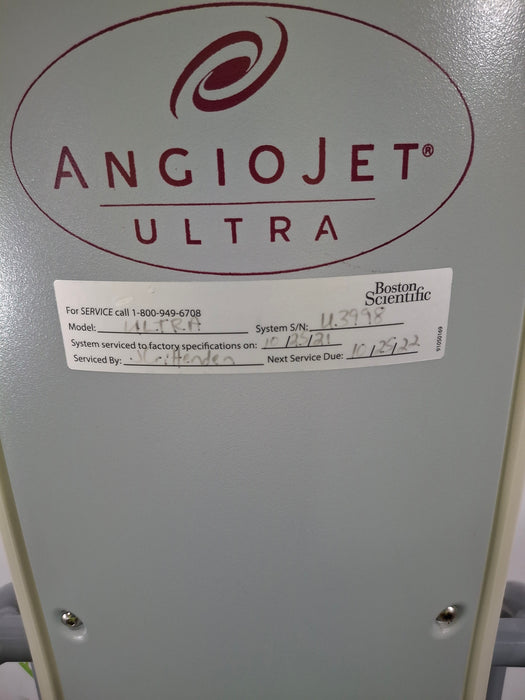 ANGIOJET®
ULTRA
Boston
Scientific
For SERVICE call 1-800-949-6708
Model: ULTRA System S/N: U3998
System serviced to factory specifications on: 10/25/21
Serviced By: Next Service Due: 10/25/22
91050169